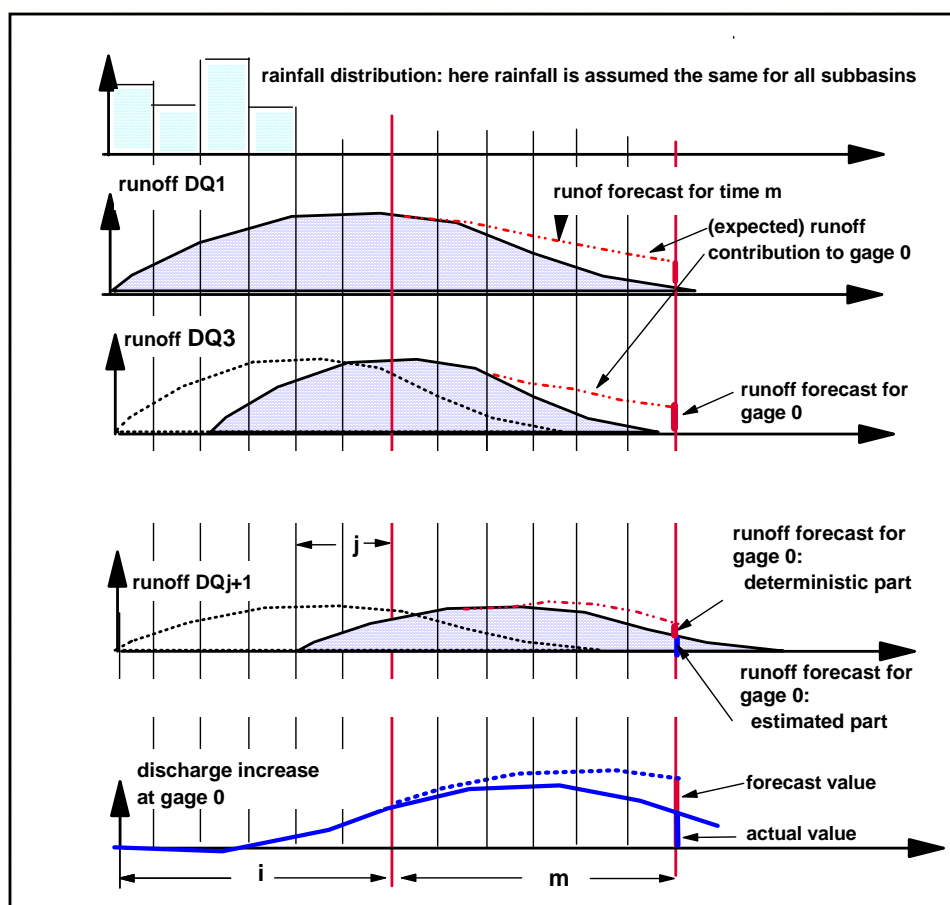 rainfall distribution: here rainfall is assumed the same for all subbasins
runoff DQ1
runof forecast for time m
(expected) runoff
contribution to gage 0
runoff DQ3
runoff forecast for
gage 0
j
runoff DQj+1
runoff forecast for
gage 0:
deterministic part
runoff forecast for
gage 0:
estimated part
discharge increase
at gage 0
forecast value
actual value
i
m